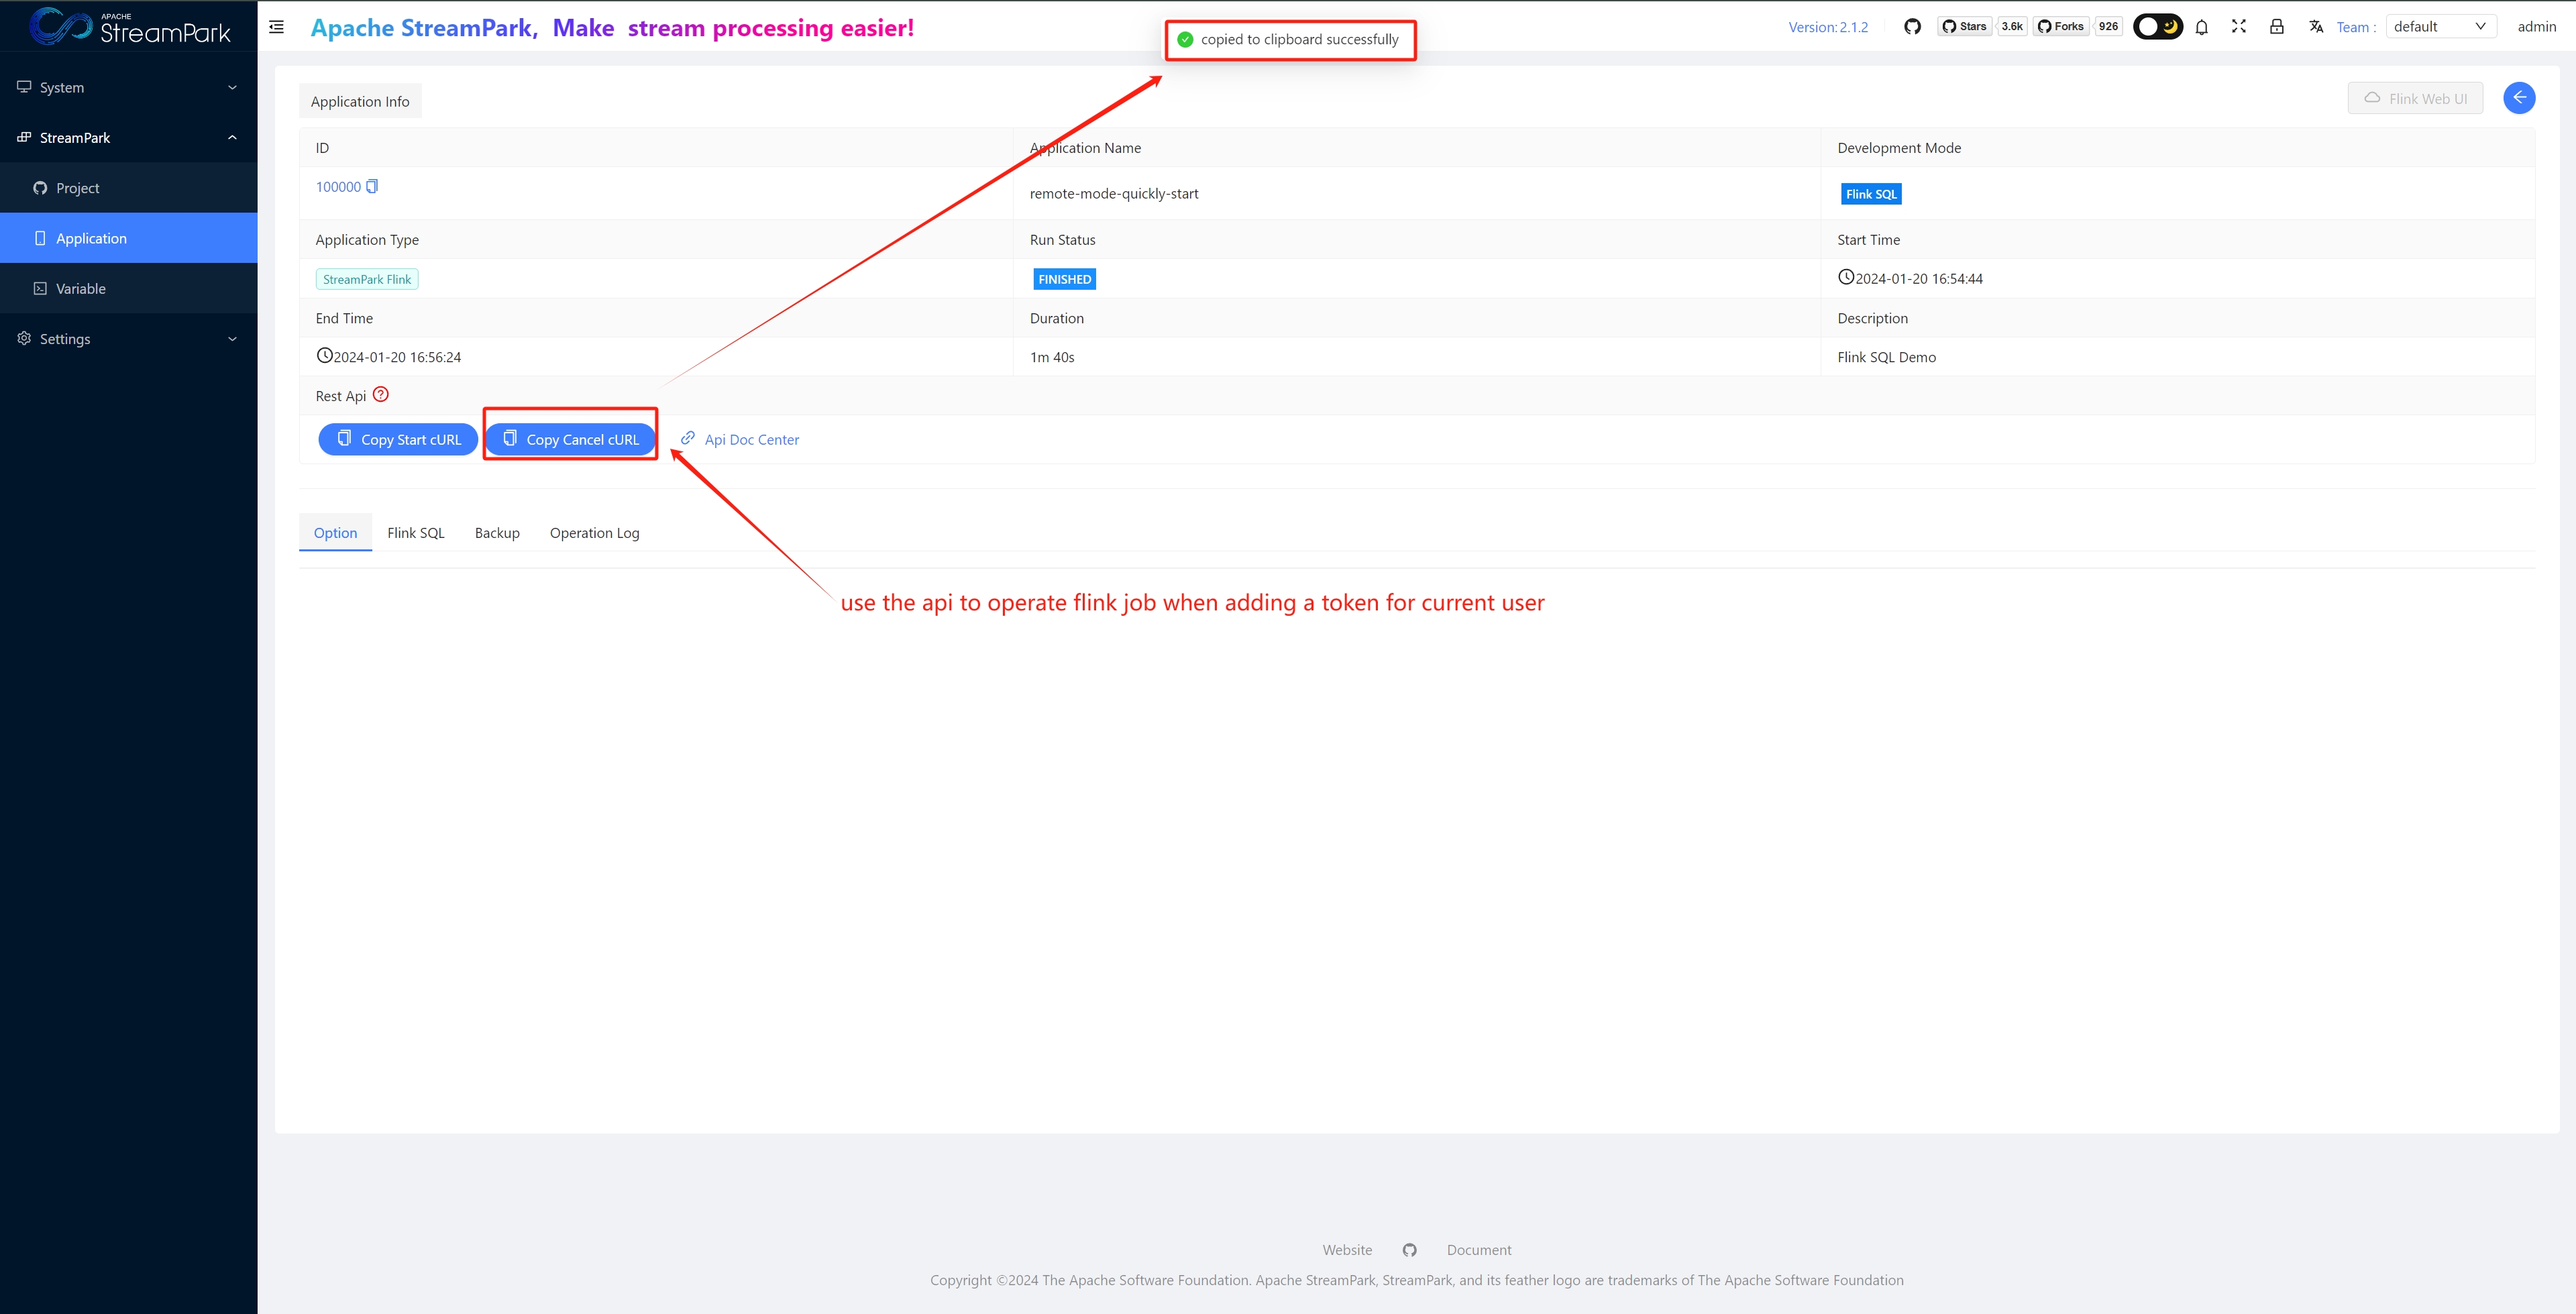 APACHE
StreamPark
Apache StreamPark, Make stream processing easier!
copied to clipboard successfully
Version: 2.1.2
Stars 3.6k
Forks 926
Team : default
admin
System
StreamPark
Project
Application
Variable
Settings
Application Info
Flink Web UI
ID
Application Name
Development Mode
100000
remote-mode-quickly-start
Flink SQL
Application Type
Run Status
Start Time
StreamPark Flink
FINISHED
2024-01-20 16:54:44
End Time
Duration
Description
2024-01-20 16:56:24
1m 40s
Flink SQL Demo
Rest Api
Copy Start cURL
Copy Cancel cURL
Api Doc Center
Option
Flink SQL
Backup
Operation Log
use the api to operate flink job when adding a token for current user
Website
Document
Copyright ©2024 The Apache Software Foundation. Apache StreamPark, StreamPark, and its feather logo are trademarks of The Apache Software Foundation